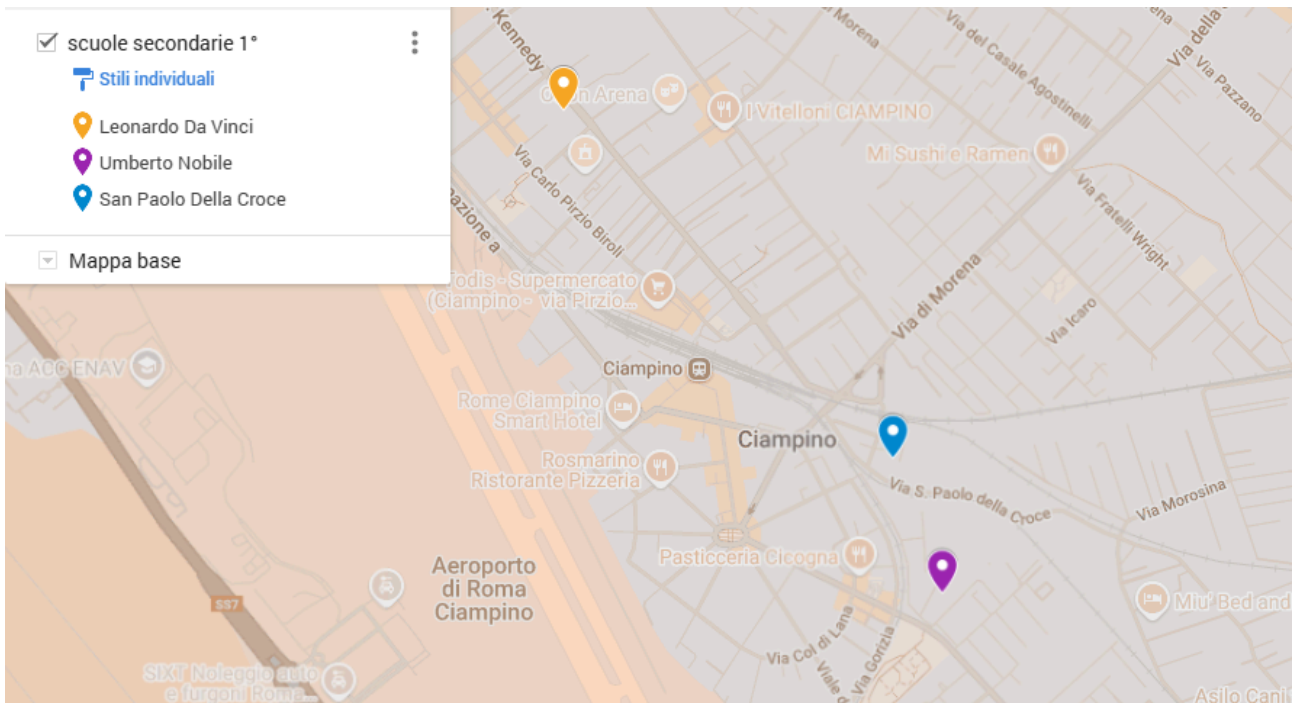 scuole secondarie 1°
Stili individuali
Leonardo Da Vinci
Umberto Nobile
San Paolo Della Croce
Mappa base
Kennedy
Arena
I Vitelloni CIAMPINO
Morena
Via del Casale Agostinelli
Via della
Via Pazzano
Mi Sushi e Ramen
Via Fratelli Wright
Via Carlo Pirzio Biroli
azione a
odis - Supermercato
(Ciampino - via Pirzio...
Via di Morena
Via Icaro
ACC ENAV
Ciampino
Rome Ciampino
Smart Hotel
Ciampino
Rosmarino
Ristorante Pizzeria
Via S. Paolo della Croce
Via Morosina
Pasticceria Cicogna
Aeroporto
di Roma
Ciampino
SS7
Miu' Bed and
Via Col di Lana
Viale d
Via Gorizia
SIXT Noleggio auto
e furgoni Roma...
Asilo Cani